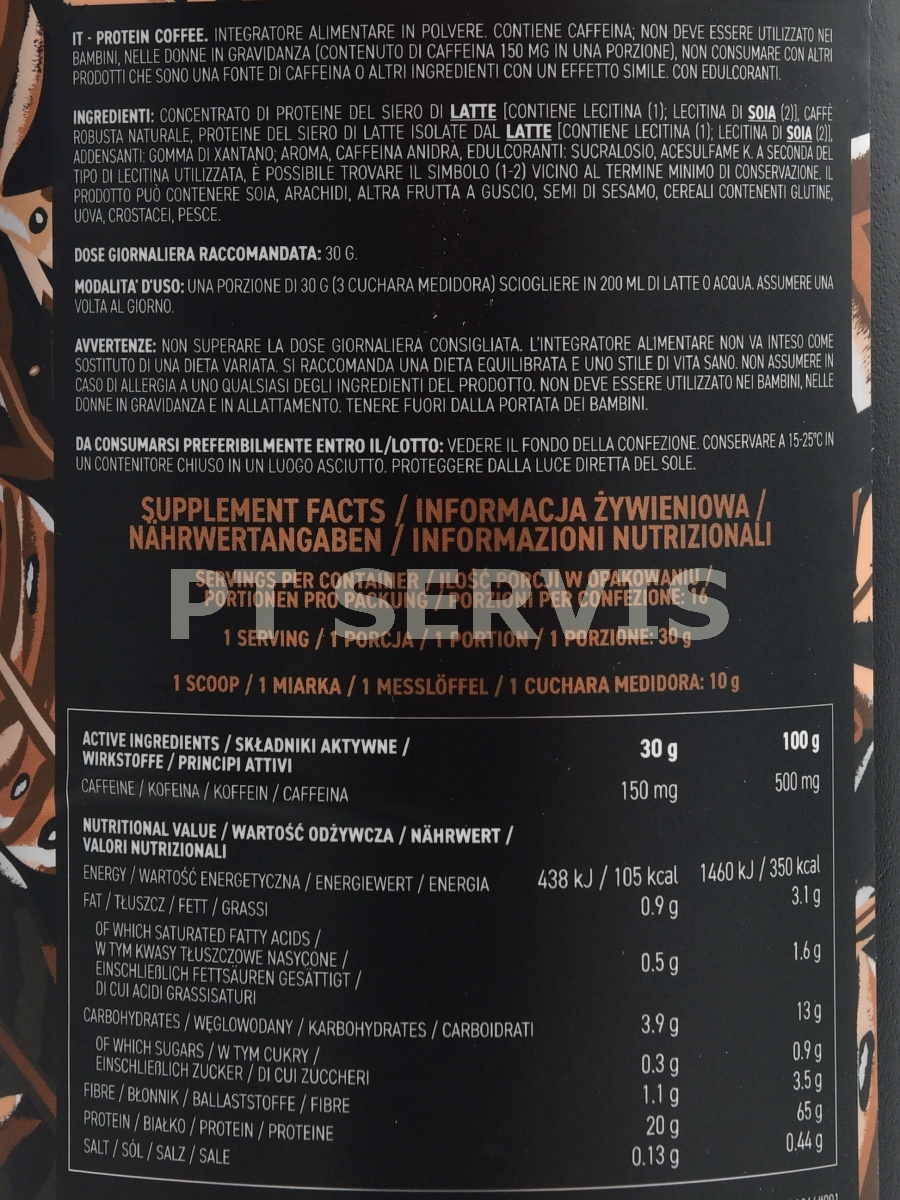 IT - PROTEIN COFFEE. INTEGRATORE ALIMENTARE IN POLVERE. CONTIENE CAFFEINA; NON DEVE ESSERE UTILIZZATO NEI
BAMBINI, NELLE DONNE IN GRAVIDANZA (CONTENUTO DI CAFFEINA 150 MG IN UNA PORZIONE), NON CONSUMARE CON ALTRI
PRODOTTI CHE SONO UNA FONTE DI CAFFEINA O ALTRI INGREDIENTI CON UN EFFETTO SIMILE. CON EDULCORANTI.
INGREDIENTI: CONCENTRATO DI PROTEINE DEL SIERO DI LATTE [CONTIENE LECITINA (1); LECITINA DI SOIA (2)], CAFFÈ
ROBUSTA NATURALE, PROTEINE DEL SIERO DI LATTE ISOLATE DAL LATTE [CONTIENE LECITINA (1); LECITINA DI SOIA (2)],
ADDENSANTI: GOMMA DI XANTANO; AROMA, CAFFEINA ANIDRA, EDULCORANTI: SUCRALOSIO, ACESULFAME K. A SECONDA DEL
TIPO DI LECITINA UTILIZZATA, È POSSIBILE TROVARE IL SIMBOLO (1-2) VICINO AL TERMINE MINIMO DI CONSERVAZIONE. IL
PRODOTTO PUÒ CONTENERE SOIA, ARACHIDI, ALTRA FRUTTA A GUSCIO, SEMI DI SESAMO, CEREALI CONTENENTI GLUTINE,
UOVA, CROSTACEI, PESCE.
DOSE GIORNALIERA RACCOMANDATA: 30 G.
MODALITA' D'USO: UNA PORZIONE DI 30 G (3 CUCHARA MEDIDORA) SCIOGLIERE IN 200 ML DI LATTE O ACQUA. ASSUMERE UNA
VOLTA AL GIORNO.
AVVERTENZE: NON SUPERARE LA DOSE GIORNALIERA CONSIGLIATA. L'INTEGRATORE ALIMENTARE NON VA INTESO COME
SOSTITUTO DI UNA DIETA VARIATA. SI RACCOMANDA UNA DIETA EQUILIBRATA E UNO STILE DI VITA SANO. NON ASSUMERE IN
CASO DI ALLERGIA A UNO QUALSIASI DEGLI INGREDIENTI DEL PRODOTTO. NON DEVE ESSERE UTILIZZATO NEI BAMBINI, NELLE
DONNE IN GRAVIDANZA E IN ALLATTAMENTO. TENERE FUORI DALLA PORTATA DEI BAMBINI.
DA CONSUMARSI PREFERIBILMENTE ENTRO IL/LOTTO: VEDERE IL FONDO DELLA CONFEZIONE. CONSERVARE A 15-25°C IN
UN CONTENITORE CHIUSO IN UN LUOGO ASCIUTTO. PROTEGGERE DALLA LUCE DIRETTA DEL SOLE.
SUPPLEMENT FACTS / INFORMACJA ŻYWIENIOWA /
NÄHRWERTANGABEN / INFORMAZIONI NUTRIZIONALI
SERVINGS PER CONTAINER / ILOŚĆ PORCJI W OPAKOWANIU /
PORTIONEN PRO PACKUNG / PORZIONI PER CONFEZIONE: 16
PT SERVIS
1 SERVING / 1 PORCJA / 1 PORTION / 1 PORZIONE: 30 g
1 SCOOP / 1 MIARKA / 1 MESSLÖFFEL / 1 CUCHARA MEDIDORA: 10 g
ACTIVE INGREDIENTS / SKŁADNIKI AKTYWNE / 30 g 100 g
WIRKSTOFFE / PRINCIPI ATTIVI
CAFFEINE / KOFEINA / KOFFEIN / CAFFEINA 150 mg 500 mg
NUTRITIONAL VALUE / WARTOŚĆ ODŻYWCZA / NÄHRWERT /
VALORI NUTRIZIONALI
ENERGY / WARTOŚĆ ENERGETYCZNA / ENERGIEWERT / ENERGIA 438 kJ / 105 kcal 1460 kJ / 350 kcal
FAT / TŁUSZCZ / FETT / GRASSI 0.9 g 3.1 g
OF WHICH SATURATED FATTY ACIDS /
W TYM KWASY TŁUSZCZOWE NASYCONE /
EINSCHLIEßLICH FETTSÄUREN GESÄTTIGT / 0.5 g 1.6 g
DI CUI ACIDI GRASSISATURI
CARBOHYDRATES / WĘGLOWODANY / KARBOHYDRATES / CARBOIDRATI 3.9 g 13 g
OF WHICH SUGARS / W TYM CUKRY /
EINSCHLIEßLICH ZUCKER / DI CUI ZUCCHERI 0.3 g 0.9 g
FIBRE / BŁONNIK / BALLASTSTOFFE / FIBRE 1.1 g 3.5 g
PROTEIN / BIAŁKO / PROTEIN / PROTEINE 20 g 65 g
SALT / SÓL / SALZ / SALE 0.13 g 0.44 g